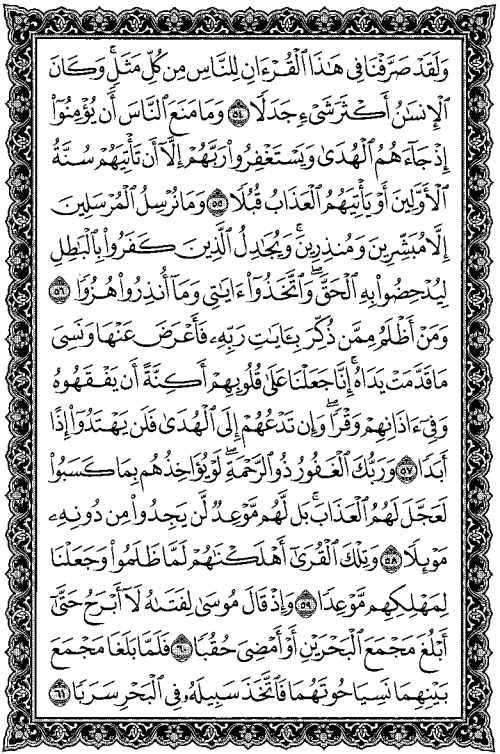 وَلَقَدْ صَرَّفْنَا فِي هَٰذَا ٱلْقُرْءَانِ لِلنَّاسِ مِن كُلِّ مَثَلٍۚ وَكَانَ
ٱلْإِنسَٰنُ أَكْثَرَ شَىْءٍ جَدَلًا ٥٤ وَمَا مَنَعَ ٱلنَّاسَ أَن يُؤْمِنُوٓا۟
إِذْ جَآءَهُمُ ٱلْهُدَىٰ وَيَسْتَغْفِرُوا۟ رَبَّهُمْ إِلَّآ أَن تَأْتِيَهُمْ سُنَّةُ
ٱلْأَوَّلِينَ أَوْ يَأْتِيَهُمُ ٱلْعَذَابُ قُبُلًا ٥٥ وَمَا نُرْسِلُ ٱلْمُرْسَلِينَ
إِلَّا مُبَشِّرِينَ وَمُنذِرِينَۚ وَيُجَٰدِلُ ٱلَّذِينَ كَفَرُوا۟ بِٱلْبَٰطِلِ
لِيُدْحِضُوا۟ بِهِ ٱلْحَقَّۖ وَٱتَّخَذُوٓا۟ ءَايَٰتِى وَمَآ أُنذِرُوا۟ هُزُوًا ٥٦
وَمَنْ أَظْلَمُ مِمَّن ذُكِّرَ بِـَٔايَٰتِ رَبِّهِۦ فَأَعْرَضَ عَنْهَا وَنَسِىَ
مَا قَدَّمَتْ يَدَاهُۚ إِنَّا جَعَلْنَا عَلَىٰ قُلُوبِهِمْ أَكِنَّةً أَن يَفْقَهُوهُ
وَفِىٓ ءَاذَانِهِمْ وَقْرًاۖ وَإِن تَدْعُهُمْ إِلَى ٱلْهُدَىٰ فَلَن يَهْتَدُوٓا۟ إِذًا
أَبَدًا ٥٧ وَرَبُّكَ ٱلْغَفُورُ ذُو ٱلرَّحْمَةِۖ لَوْ يُؤَاخِذُهُم بِمَا كَسَبُوا۟
لَعَجَّلَ لَهُمُ ٱلْعَذَابَۚ بَل لَّهُم مَّوْعِدٌ لَّن يَجِدُوا۟ مِن دُونِهِۦ
مَوْئِلًا ٥٨ وَتِلْكَ ٱلْقُرَىٰٓ أَهْلَكْنَٰهُمْ لَمَّا ظَلَمُوا۟ وَجَعَلْنَا
لِمَهْلِكِهِم مَّوْعِدًا ٥٩ وَإِذْ قَالَ مُوسَىٰ لِفَتَىٰهُ لَآ أَبْرَحُ حَتَّىٰٓ
أَبْلُغَ مَجْمَعَ ٱلْبَحْرَيْنِ أَوْ أَمْضِىَ حُقُبًا ٦٠ فَلَمَّا بَلَغَا مَجْمَعَ
بَيْنِهِمَا نَسِيَا حُوتَهُمَا فَٱتَّخَذَ سَبِيلَهُۥ فِى ٱلْبَحْرِ سَرَبًا ٦١